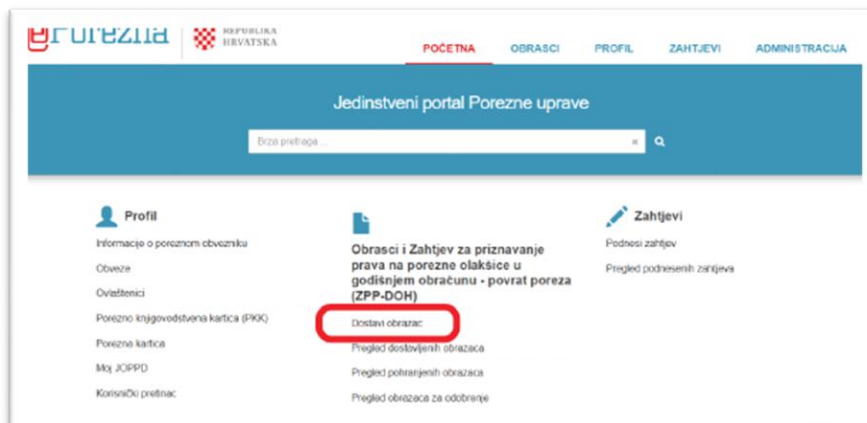 ePorezna
REPUBLIKA
HRVATSKA
POČETNA
OBRASCI
PROFIL
ZAHTJEVI
ADMINISTRACIJA
Jedinstveni portal Porezne uprave
Brza pretraga ...
Profil
Informacije o poreznom obvezniku
Obveze
Ovlaštenici
Porezno knjigovodstvena kartica (PKK)
Porezna kartica
Moj JOPPD
Korisnički pretinac
Obrasci i Zahtjev za priznavanje
prava na porezne olakšice u
godišnjem obračunu - povrat poreza
(ZPP-DOH)
Dostavi obrazac
Pregled dostavljenih obrazaca
Pregled pohranjenih obrazaca
Pregled obrazaca za odobrenje
Zahtjevi
Podnesi zahtjev
Pregled podnesenih zahtjeva